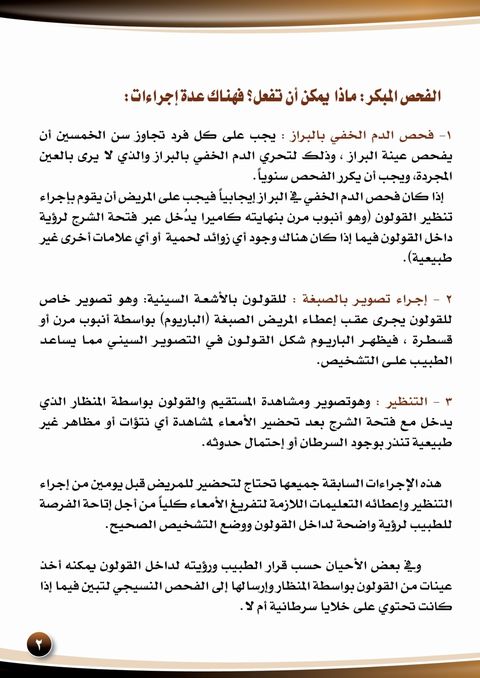 الفحص المبكر : ماذا يمكن أن تفعل؟ فهناك عدة إجراءات :
١- فحص الدم الخفي بالبراز : يجب على كل فرد تجاوز سن الخمسين أن
يفحص عينة البراز ، وذلك لتحري الدم الخفي بالبراز والذي لا يرى بالعين
المجردة، ويجب أن يكرر الفحص سنوياً.
إذا كان فحص الدم الخفي في البراز إيجابياً فيجب على المريض أن يقوم بإجراء
تنظير القولون (وهو أنبوب مرن بنهايته كاميرا يدُخل عبر فتحة الشرج لرؤية
داخل القولون فيما إذا كان هناك وجود أي زوائد لحمية أو أي علامات أخرى غير
طبيعية).
٢ - إجراء تصوير بالصبغة : للقولون بالأشعة السينية: وهو تصوير خاص
للقولون يجرى عقب إعطاء المريض الصبغة (الباريوم) بواسطة أنبوب مرن أو
قسطرة ، فيظهر الباريوم شكل القولون في التصوير السيني مما يساعد
الطبيب على التشخيص.
٣ - التنظير : وهوتصوير ومشاهدة المستقيم والقولون بواسطة المنظار الذي
يدخل مع فتحة الشرج بعد تحضير الأمعاء لمشاهدة أي نتؤات أو مظاهر غير
طبيعية تنذر بوجود السرطان أو إحتمال حدوثه.
هذه الإجراءات السابقة جميعها تحتاج لتحضير للمريض قبل يومين من إجراء
التنظير وإعطائه التعليمات اللازمة لتفريغ الأمعاء كلياً من أجل إتاحة الفرصة
للطبيب لرؤية واضحة لداخل القولون ووضع التشخيص الصحيح.
وفي بعض الأحيان حسب قرار الطبيب ورؤيته لداخل القولون يمكنه أخذ
عينات من القولون بواسطة المنظار وإرسالها إلى الفحص النسيجي لتبين فيما إذا
كانت تحتوي على خلايا سرطانية أم لا.
٢